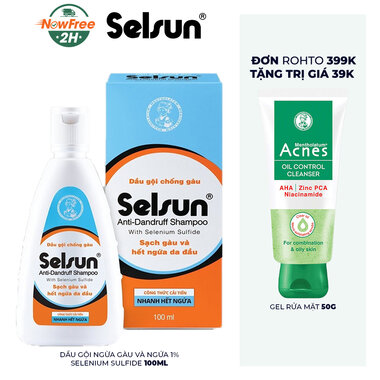 NowFree
2H
Selsun
ĐƠN ROHTO 399K
TẶNG TRỊ GIÁ 39K
Dầu gội chống gàu
Selsun®
Anti-Dandruff Shampoo
With Selenium Sulfide
Sạch gàu và
hết ngứa da đầu
CÔNG THỨC CẢI TIẾN
NHANH HẾT NGỨA
Dầu gội chống gàu
Selsun®
Anti-Dandruff Shampoo
With Selenium Sulfide
Sạch gàu và
hết ngứa da đầu
CÔNG THỨC CẢI TIẾN
NHANH HẾT NGỨA
100 ml
Mentholatum®
Acnes
OIL CONTROL
CLEANSER
AHA | Zinc PCA
Niacinamide
For combination
& oily skin
GEL RỬA MẶT 50G
DẦU GỘI NGỪA GÀU VÀ NGỨA 1%
SELENIUM SULFIDE 100ML